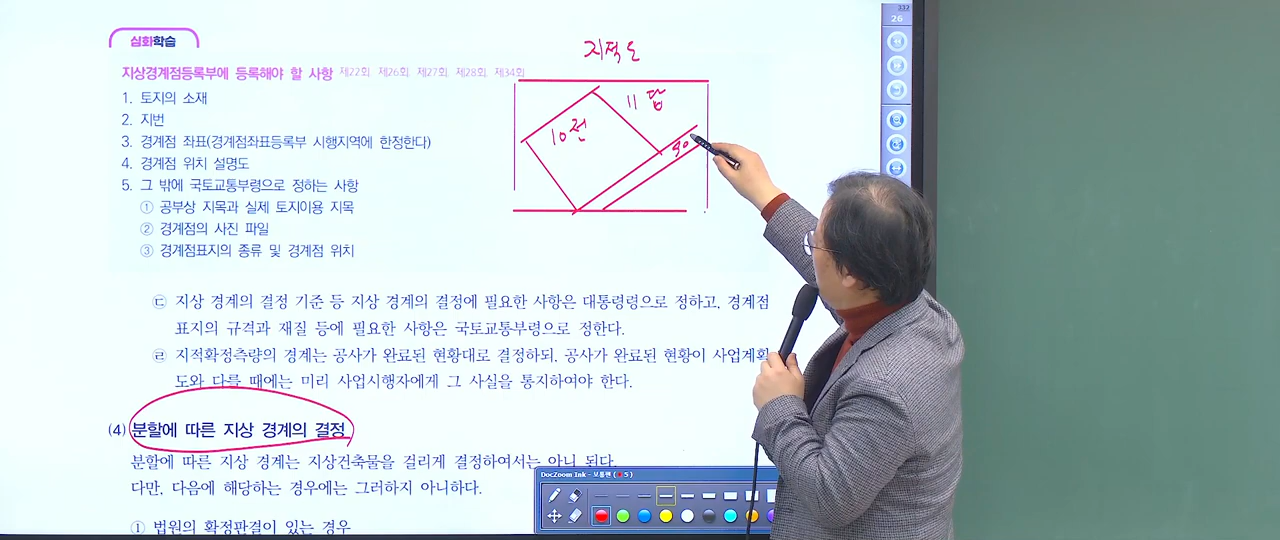 심화학습
지상경계점등록부에 등록해야 할 사항 제22회 제26회 제27회 제28회 제34회
1. 토지의 소재
2. 지번
3. 경계점 좌표(경계점좌표등록부 시행지역에 한정한다)
4. 경계점 위치 설명도
5. 그 밖에 국토교통부령으로 정하는 사항
① 공부상 지목과 실제 토지이용 지목
② 경계점의 사진 파일
③ 경계점표지의 종류 및 경계점 위치
지적도
11 답
10전
90
㉢ 지상 경계의 결정 기준 등 지상 경계의 결정에 필요한 사항은 대통령령으로 정하고, 경계점
표지의 규격과 재질 등에 필요한 사항은 국토교통부령으로 정한다.
㉣ 지적확정측량의 경계는 공사가 완료된 현황대로 결정하되, 공사가 완료된 현황이 사업계획
도와 다를 때에는 미리 사업시행자에게 그 사실을 통지하여야 한다.
(4) 분할에 따른 지상 경계의 결정
분할에 따른 지상 경계는 지상건축물을 걸리게 결정하여서는 아니 된다.
다만, 다음에 해당하는 경우에는 그러하지 아니하다.
① 법원의 확정판결이 있는 경우
DocZoom Ink - 보통펜 ( 5 )
332
26